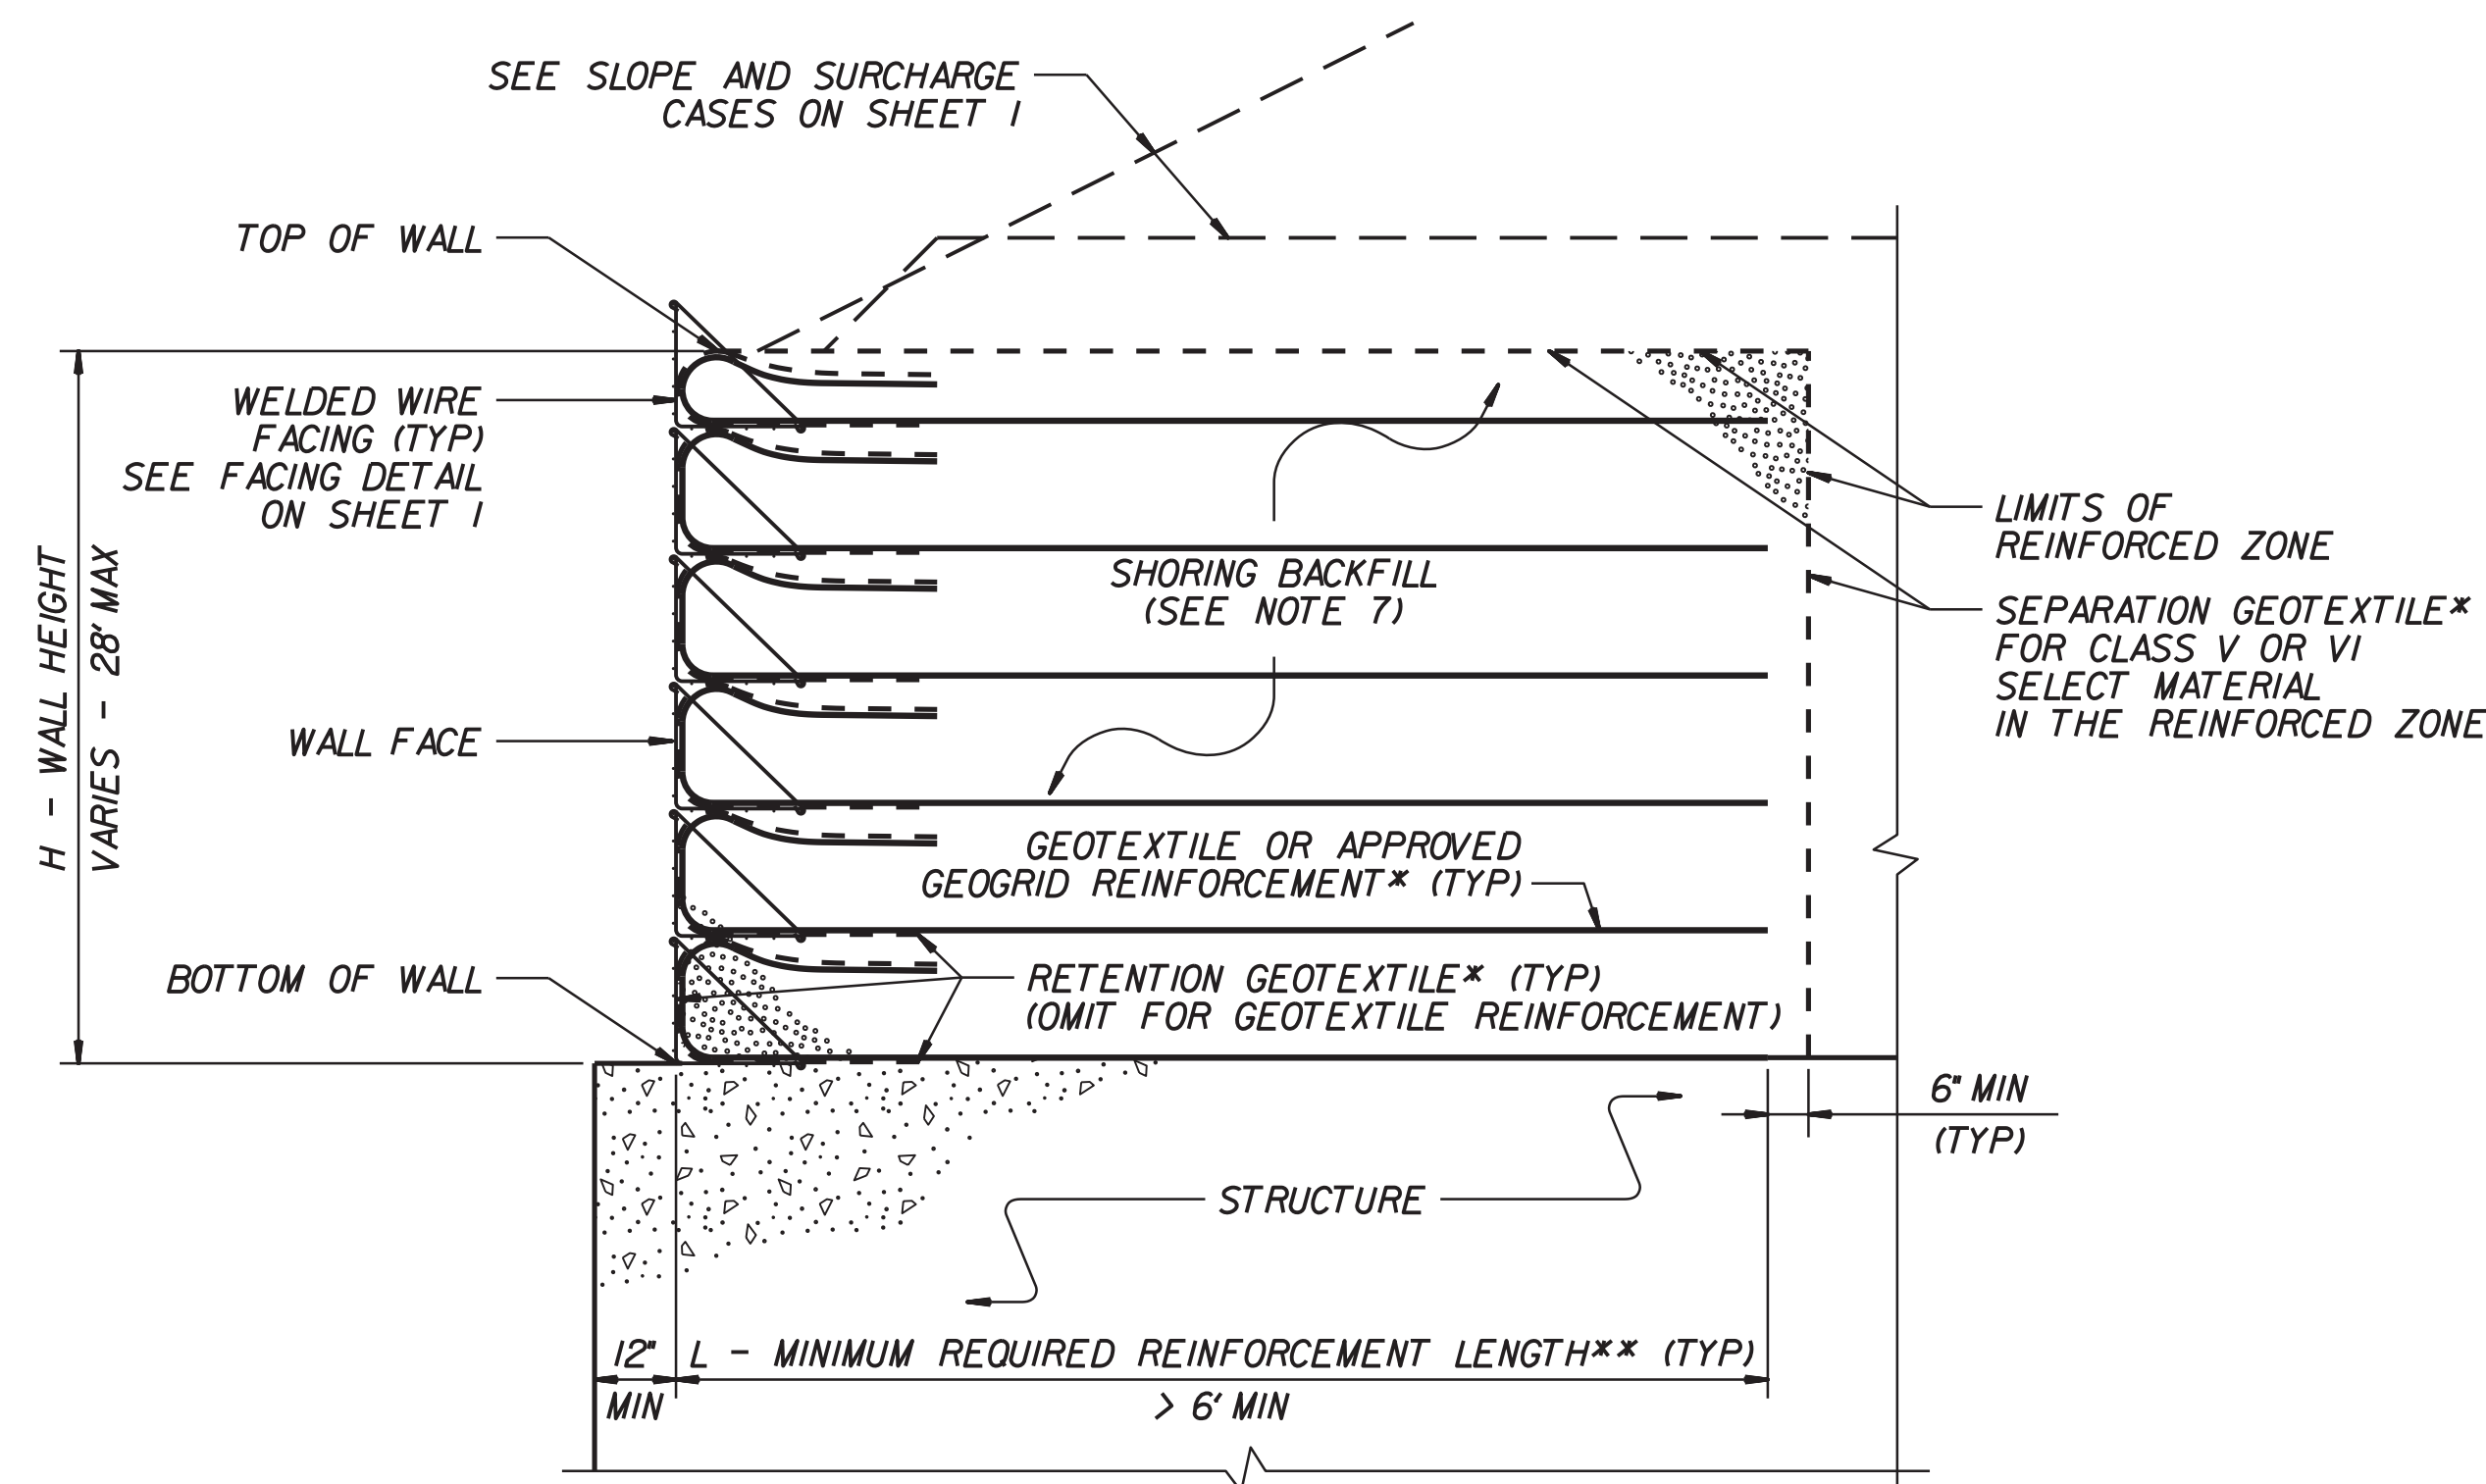 SEE SLOPE AND SURCHARGE
CASES ON SHEET 1
TOP OF WALL
WELDED WIRE
FACING (TYP)
SEE FACING DETAIL
ON SHEET 1
H - WALL HEIGHT
VARIES - 28' MAX
WALL FACE
BOTTOM OF WALL
SHORING BACKFILL
(SEE NOTE 7)
LIMITS OF
REINFORCED ZONE
SEPARATION GEOTEXTILE*
FOR CLASS V OR VI
SELECT MATERIAL
IN THE REINFORCED ZONE
GEOTEXTILE OR APPROVED
GEOGRID REINFORCEMENT* (TYP)
RETENTION GEOTEXTILE* (TYP)
(OMIT FOR GEOTEXTILE REINFORCEMENT)
6" MIN
(TYP)
STRUCTURE
12"
MIN
L - MINIMUM REQUIRED REINFORCEMENT LENGTH** (TYP)
> 6' MIN